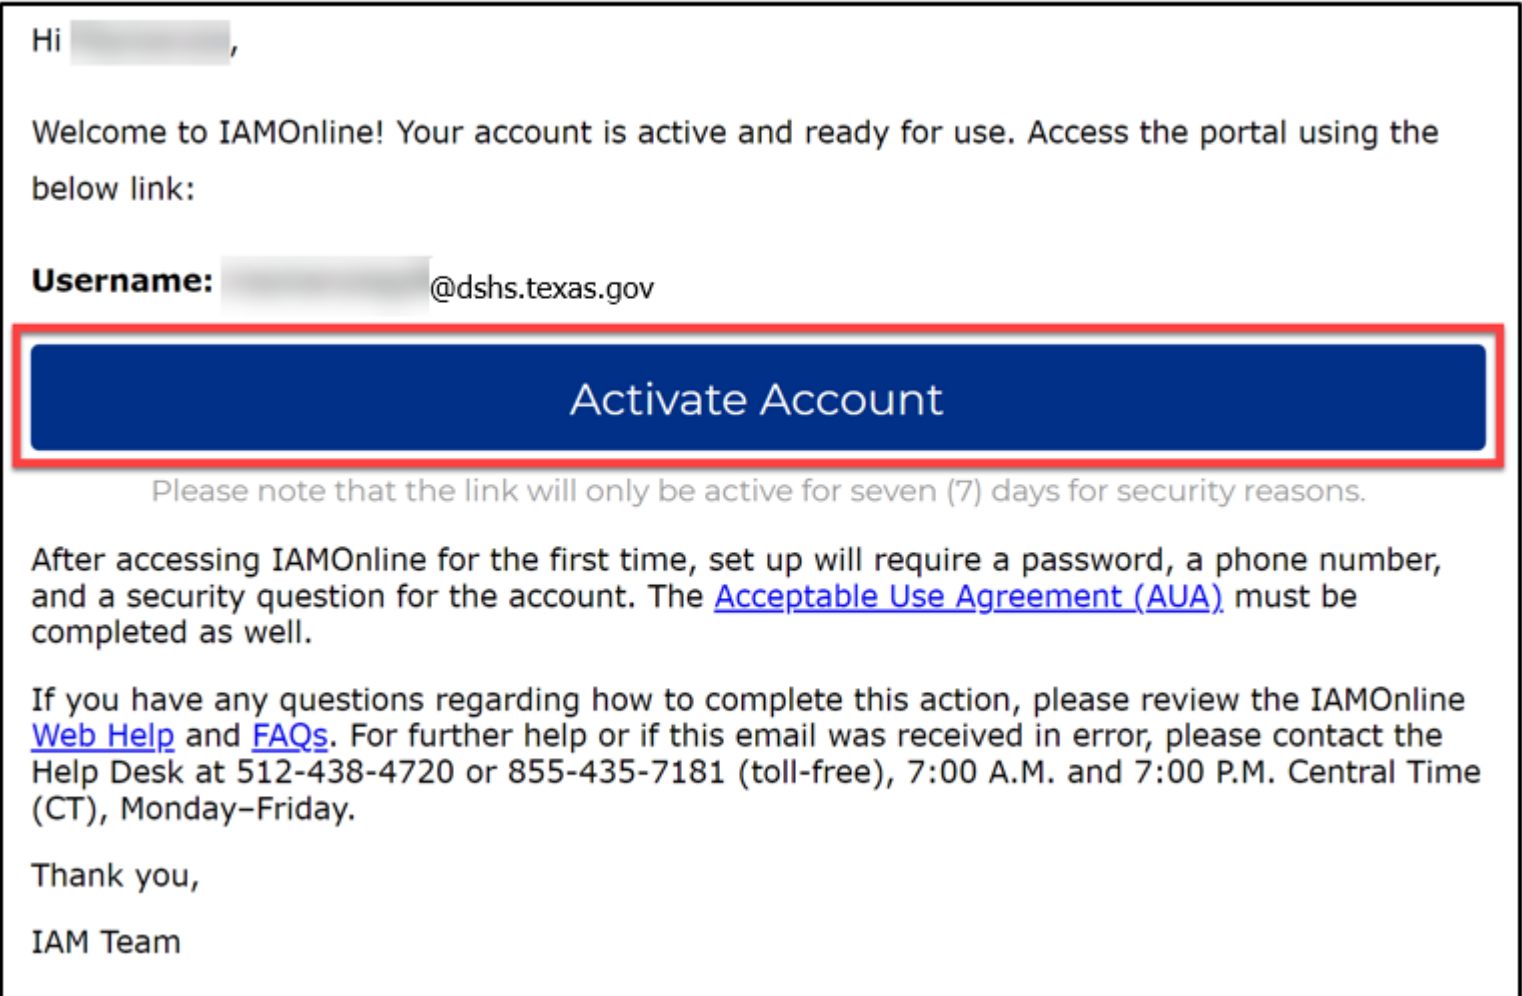 Hi ,
Welcome to IAMOnline! Your account is active and ready for use. Access the portal using the
below link:
Username: @dshs.texas.gov
Activate Account
Please note that the link will only be active for seven (7) days for security reasons.
After accessing IAMOnline for the first time, set up will require a password, a phone number,
and a security question for the account. The Acceptable Use Agreement (AUA) must be
completed as well.
If you have any questions regarding how to complete this action, please review the IAMOnline
Web Help and FAQs. For further help or if this email was received in error, please contact the
Help Desk at 512-438-4720 or 855-435-7181 (toll-free), 7:00 A.M. and 7:00 P.M. Central Time
(CT), Monday–Friday.
Thank you,
IAM Team